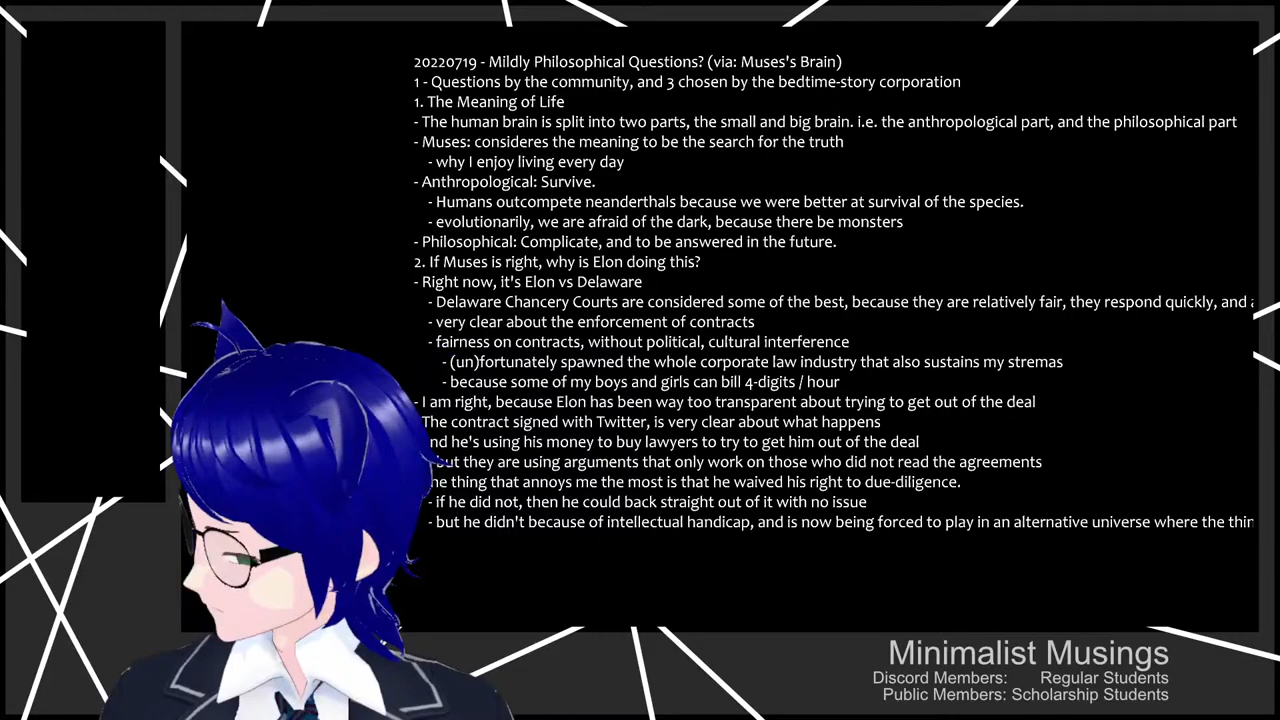 20220719 - Mildly Philosophical Questions? (via: Muses's Brain)
1 - Questions by the community, and 3 chosen by the bedtime-story corporation
1. The Meaning of Life
- The human brain is split into two parts, the small and big brain. i.e. the anthropological part, and the philosophical part
- Muses: consideres the meaning to be the search for the truth
- why I enjoy living every day
- Anthropological: Survive.
- Humans outcompete neanderthals because we were better at survival of the species.
- evolutionarily, we are afraid of the dark, because there be monsters
- Philosophical: Complicate, and to be answered in the future.
2. If Muses is right, why is Elon doing this?
- Right now, it's Elon vs Delaware
- Delaware Chancery Courts are considered some of the best, because they are relatively fair, they respond quickly, and
- very clear about the enforcement of contracts
- fairness on contracts, without political, cultural interference
- (un)fortunately spawned the whole corporate law industry that also sustains my stremas
- because some of my boys and girls can bill 4-digits / hour
- I am right, because Elon has been way too transparent about trying to get out of the deal
The contract signed with Twitter, is very clear about what happens
nd he's using his money to buy lawyers to try to get him out of the deal
but they are using arguments that only work on those who did not read the agreements
he thing that annoys me the most is that he waived his right to due-diligence.
- if he did not, then he could back straight out of it with no issue
- but he didn't because of intellectual handicap, and is now being forced to play in an alternative universe where the
Minimalist Musings
Discord Members: Regular Students
Public Members: Scholarship Students